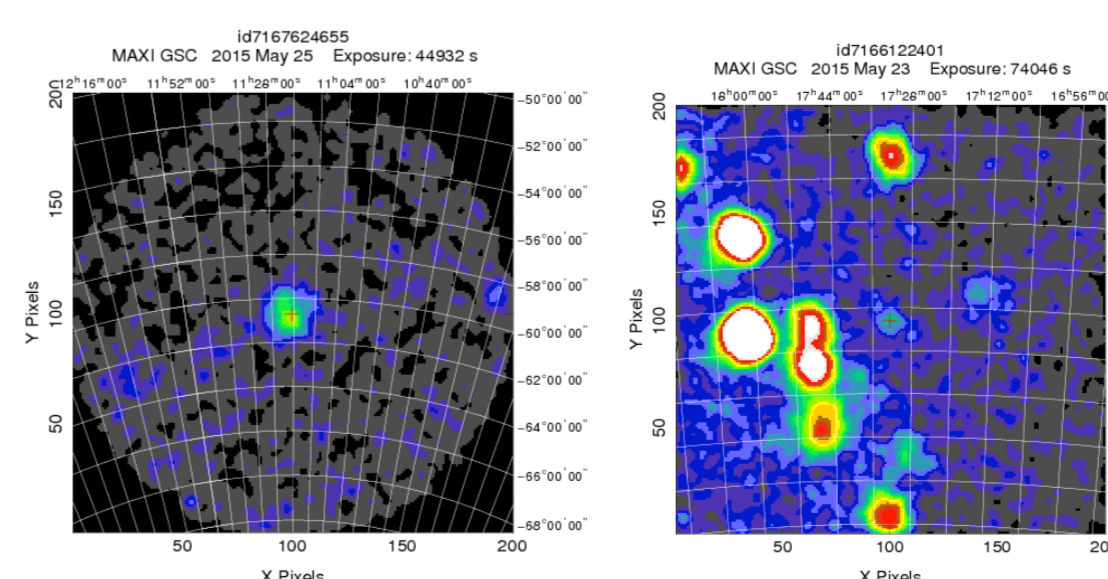 id7167624655
MAXI GSC 2015 May 25 Exposure: 44932 s
12ʰ16ᵐ00ˢ 11ʰ52ᵐ00ˢ 11ʰ28ᵐ00ˢ 11ʰ04ᵐ00ˢ 10ʰ40ᵐ00ˢ
200
150
100
50
Y Pixels
-50°00'00"
-52°00'00"
-54°00'00"
-56°00'00"
-58°00'00"
-60°00'00"
-62°00'00"
-64°00'00"
-66°00'00"
-68°00'00"
50 100 150 200
X Pixels
id7166122401
MAXI GSC 2015 May 23 Exposure: 74046 s
18ʰ00ᵐ00ˢ 17ʰ44ᵐ00ˢ 17ʰ28ᵐ00ˢ 17ʰ12ᵐ00ˢ 16ʰ56ᵐ00
200
150
100
50
Y Pixels
50 100 150 20
X Pixels